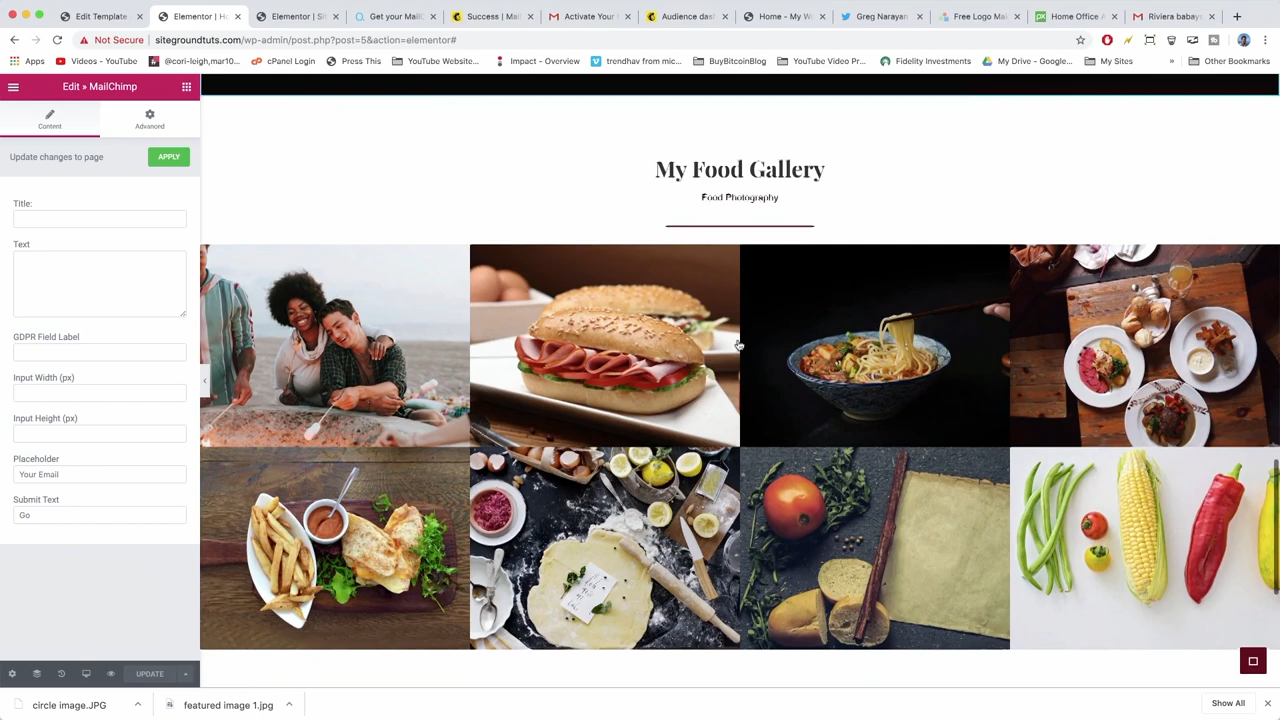 Edit Template
Elementor | Ho
Elementor | Sit
Get your MailC
Success | Mail
Activate Your
Audience das
Home - My W
Greg Narayan
Free Logo Mak
Home Office A
Riviera babays
Not Secure
sitegroundtuts.com/wp-admin/post.php?post=5&action=elementor#
Apps
Videos - YouTube
@cori-leigh,mar10...
cPanel Login
Press This
YouTube Website...
Impact - Overview
trendhav from mic...
BuyBitcoinBlog
YouTube Video Pr...
Fidelity Investments
My Drive - Google...
My Sites
»
Other Bookmarks
Edit » MailChimp
Content
Advanced
Update changes to page
APPLY
Title:
Text
GDPR Field Label
Input Width (px)
Input Height (px)
Placeholder
Your Email
Submit Text
Go
UPDATE
My Food Gallery
Food Photography
circle image.JPG
featured image 1.jpg
Show All